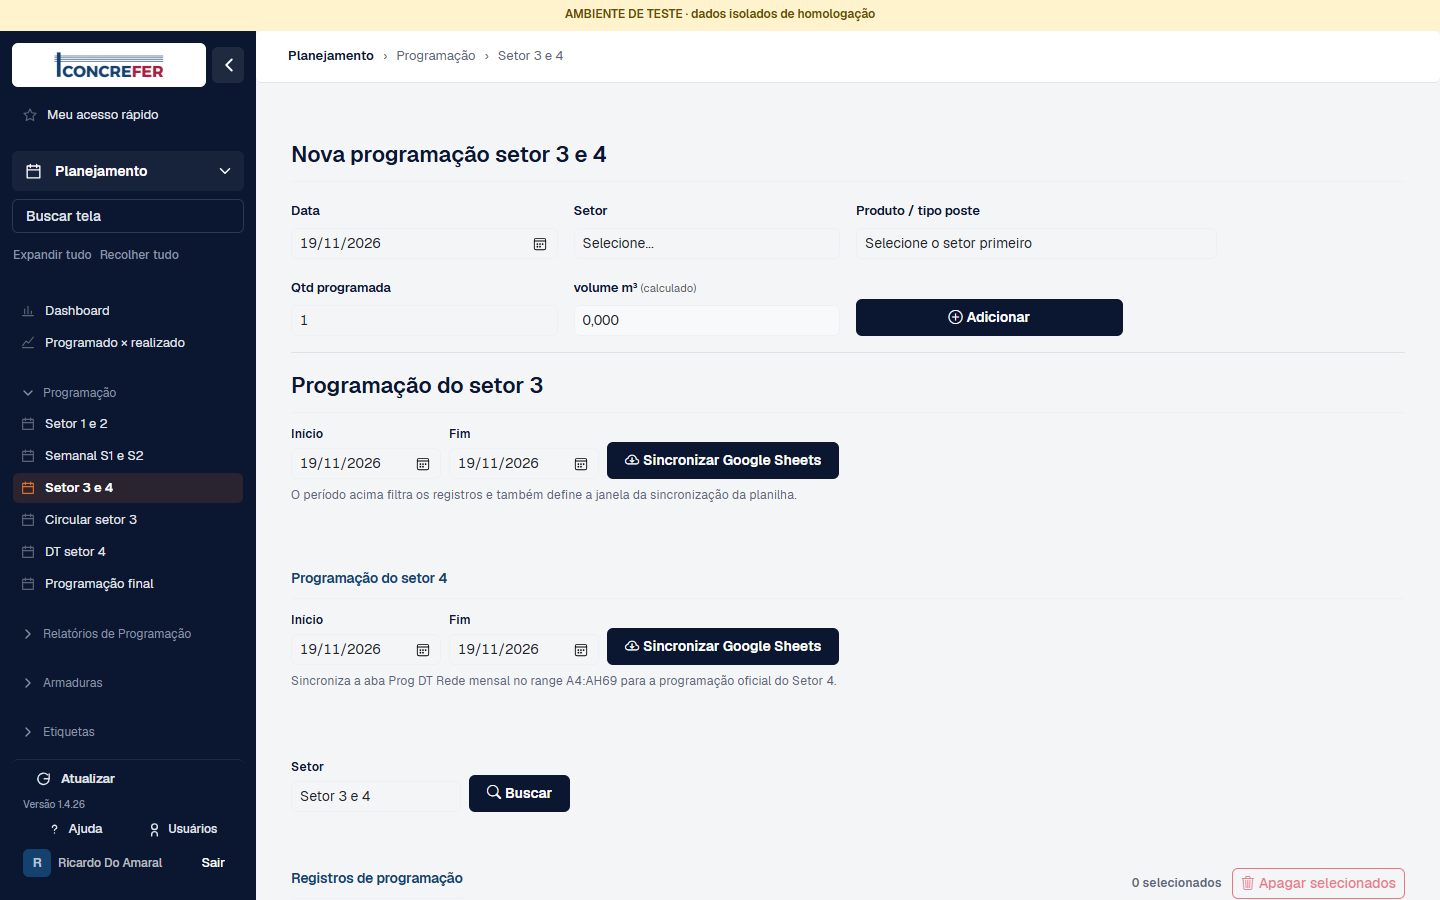 AMBIENTE DE TESTE · dados isolados de homologação
CONCREFER
Meu acesso rápido
Planejamento
Buscar tela
Expandir tudo Recolher tudo
Dashboard
Programado × realizado
Programação
Setor 1 e 2
Semanal S1 e S2
Setor 3 e 4
Circular setor 3
DT setor 4
Programação final
Relatórios de Programação
Armaduras
Etiquetas
Atualizar
Versão 1.4.26
? Ajuda Usuários
R Ricardo Do Amaral Sair
Planejamento › Programação › Setor 3 e 4
Nova programação setor 3 e 4
Data Setor Produto / tipo poste
19/11/2026 Selecione... Selecione o setor primeiro
Qtd programada volume m³ (calculado)
1 0,000 Adicionar
Programação do setor 3
Início Fim
19/11/2026 19/11/2026 Sincronizar Google Sheets
O período acima filtra os registros e também define a janela da sincronização da planilha.
Programação do setor 4
Início Fim
19/11/2026 19/11/2026 Sincronizar Google Sheets
Sincroniza a aba Prog DT Rede mensal no range A4:AH69 para a programação oficial do Setor 4.
Setor
Setor 3 e 4 Buscar
Registros de programação 0 selecionados Apagar selecionados